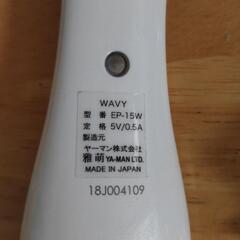 WAVY
型 番 EP-15W
定 格 5V/0.5A
製造元
ヤーマン株式会社
雅萌 YA-MAN LTD.
MADE IN JAPAN
18J004109